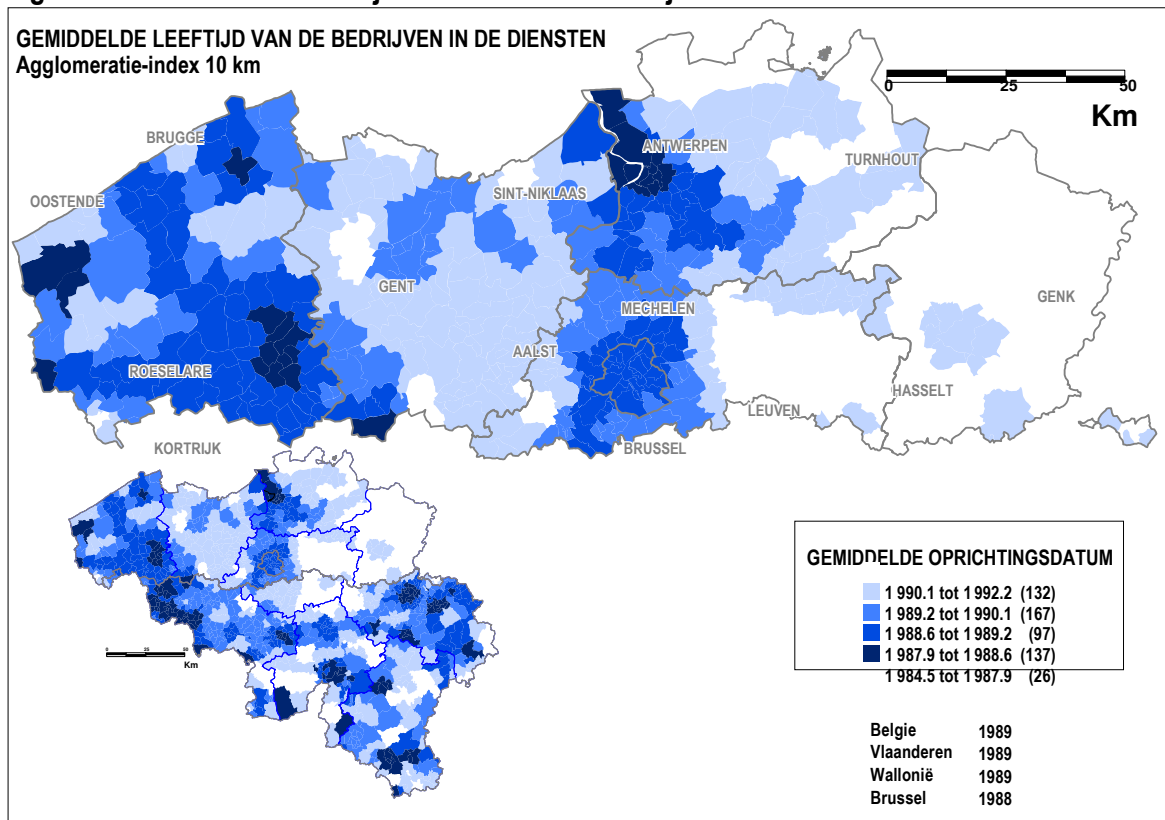 GEMIDDELDE LEEFTIJD VAN DE BEDRIJVEN IN DE DIENSTEN
Agglomeratie-index 10 km
0 25 50
Km
BRUGGE
ANTWERPEN
TURNHOUT
OOSTENDE
SINT-NIKLAAS
GENT
GENK
MECHELEN
AALST
ROESELARE
HASSELT
LEUVEN
KORTRIJK
BRUSSEL
0 25 50
Km
GEMIDDELDE OPRICHTINGSDATUM
1 990.1 tot 1 992.2 (132)
1 989.2 tot 1 990.1 (167)
1 988.6 tot 1 989.2 (97)
1 987.9 tot 1 988.6 (137)
1 984.5 tot 1 987.9 (26)
Belgie 1989
Vlaanderen 1989
Wallonië 1989
Brussel 1988